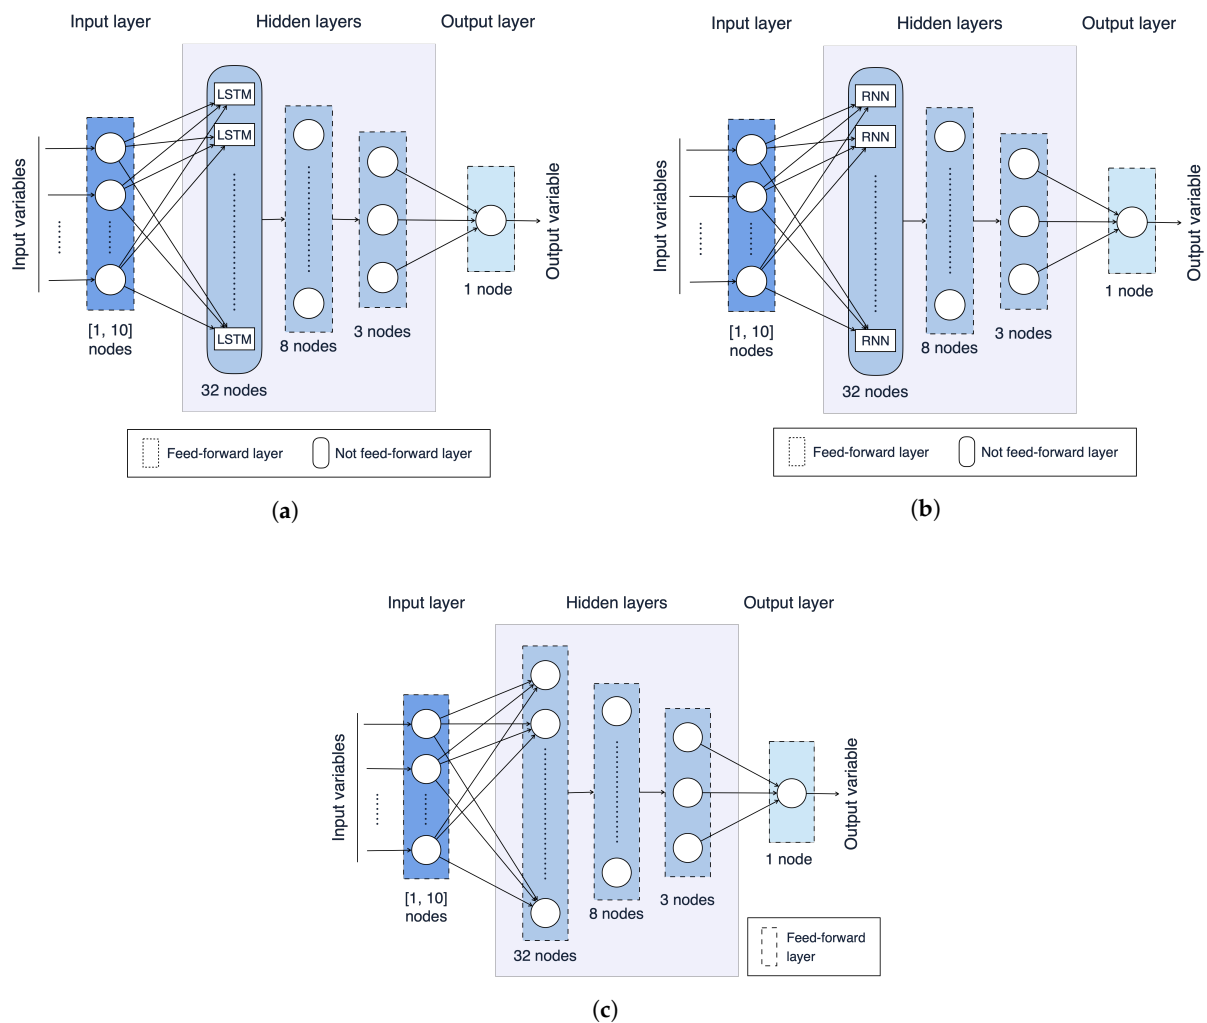 Input layer
Hidden layers
Output layer
LSTM
LSTM
LSTM
Input variables
Output variable
[1, 10]
nodes
32 nodes
8 nodes
3 nodes
1 node
Feed-forward layer
Not feed-forward layer
(a)
Input layer
Hidden layers
Output layer
RNN
RNN
RNN
Input variables
Output variable
[1, 10]
nodes
32 nodes
8 nodes
3 nodes
1 node
Feed-forward layer
Not feed-forward layer
(b)
Input layer
Hidden layers
Output layer
Input variables
Output variable
[1, 10]
nodes
32 nodes
8 nodes
3 nodes
1 node
Feed-forward
layer
(c)